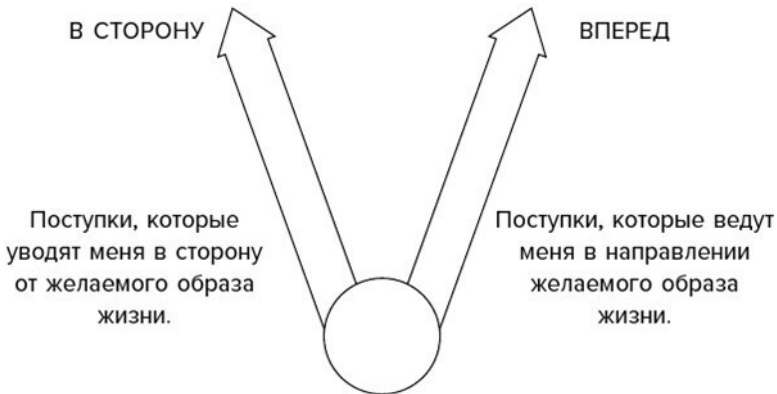 В СТОРОНУ
ВПЕРЕД
Поступки, которые
уводят меня в сторону
от желаемого образа
жизни.
Поступки, которые ведут
меня в направлении
желаемого образа
жизни.